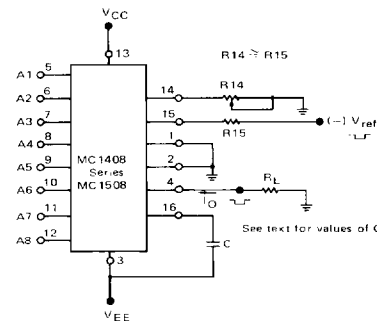 VCC
13
R14 ≃ R15
A1 5
A2 6
A3 7
A4 8
A5 9
A6 10
A7 11
A8 12
MC1408
Series
MC1508
14 R14
15 R15 (−) Vref
1
2
4 IO RL
16 C
See text for values of C
3
VEE